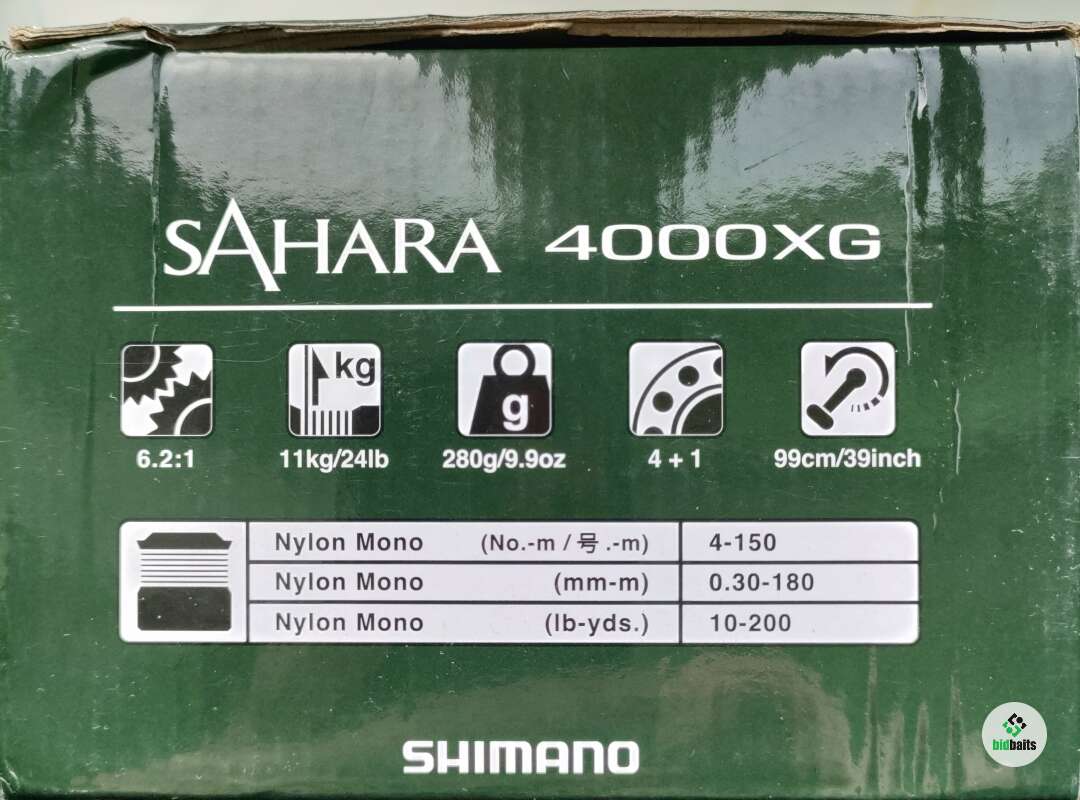 SAHARA 4000XG
kg
g
6.2:1 11kg/24lb 280g/9.9oz 4+1 99cm/39inch
Nylon Mono (No.-m / 号.-m) 4-150
Nylon Mono (mm-m) 0.30-180
Nylon Mono (lb-yds.) 10-200
SHIMANO
bidbaits